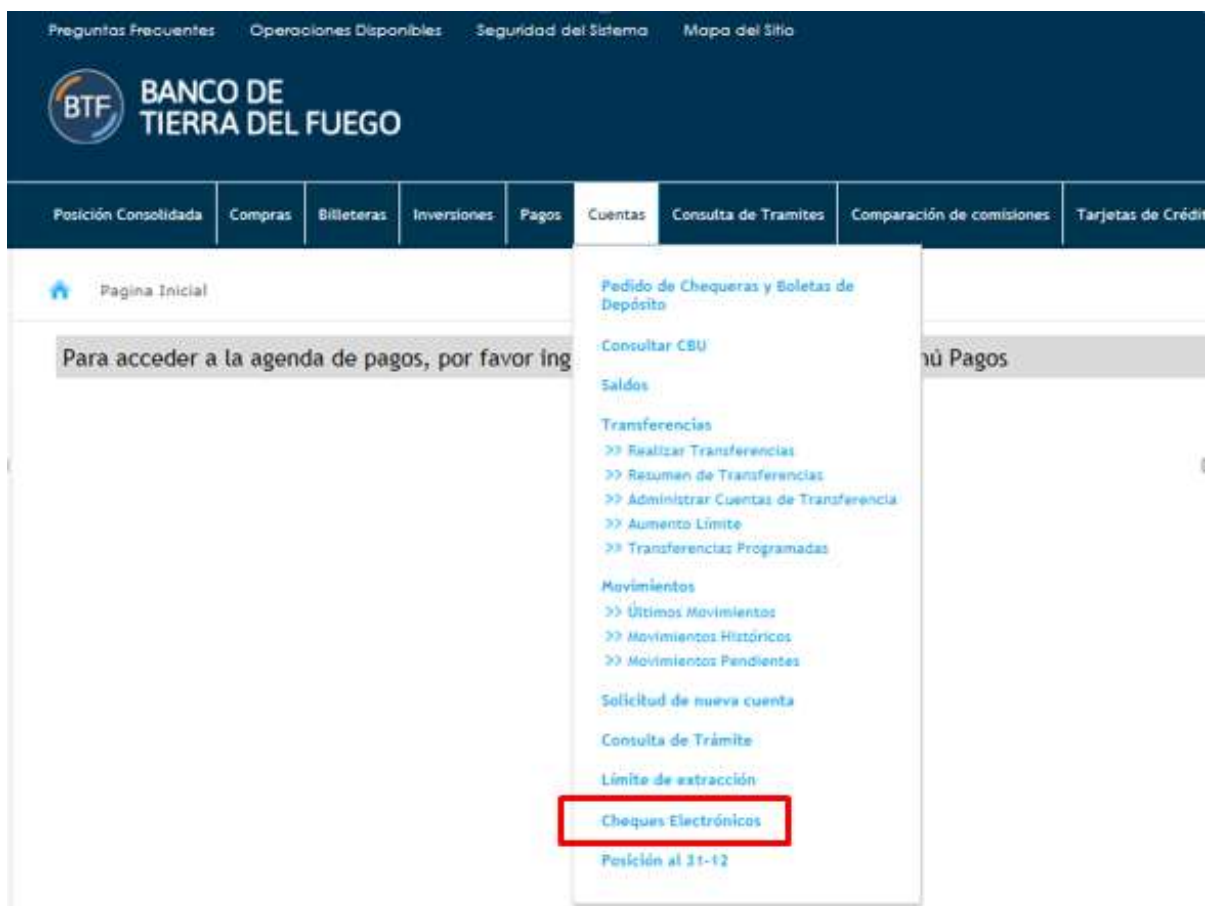 Preguntas Frecuentes Operaciones Disponibles Seguridad del Sistema Mapa del Sitio
BTF BANCO DE
TIERRA DEL FUEGO
Posición Consolidada Compras Billeteras Inversiones Pagos Cuentas Consulta de Tramites Comparación de comisiones Tarjetas de Crédit
Pagina Inicial
Para acceder a la agenda de pagos, por favor ing nú Pagos
Pedido de Chequeras y Boletas de
Depósito
Consultar CBU
Saldos
Transferencias
>> Realizar Transferencias
>> Resumen de Transferencias
>> Administrar Cuentas de Transferencia
>> Aumento Límite
>> Transferencias Programadas
Movimientos
>> Últimos Movimientos
>> Movimientos Históricos
>> Movimientos Pendientes
Solicitud de nueva cuenta
Consulta de Trámite
Límite de extracción
Cheques Electrónicos
Posición al 31-12